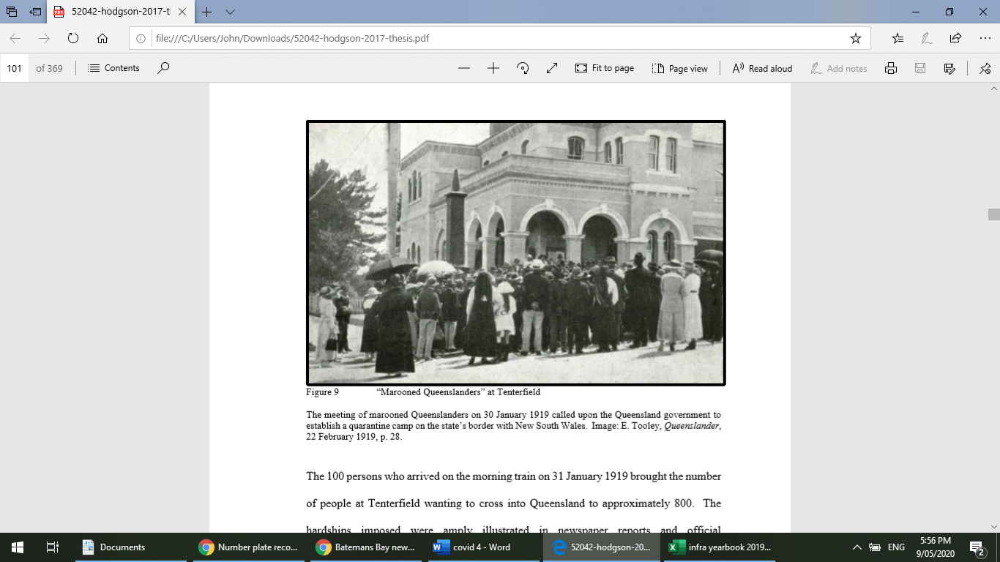 52042-hodgson-2017-tl
file:///C:/Users/John/Downloads/52042-hodgson-2017-thesis.pdf
101 of 369 Contents Fit to page Page view Read aloud Add notes
Figure 9 “Marooned Queenslanders” at Tenterfield
The meeting of marooned Queenslanders on 30 January 1919 called upon the Queensland government to
establish a quarantine camp on the state’s border with New South Wales. Image: E. Tooley, Queenslander,
22 February 1919, p. 28.
The 100 persons who arrived on the morning train on 31 January 1919 brought the number
of people at Tenterfield wanting to cross into Queensland to approximately 800. The
hardships imposed were amply illustrated in newspaper reports and official
Documents Number plate reco... Batemans Bay new... covid 4 - Word 52042-hodgson-20... infra yearbook 2019... ENG 5:56 PM
9/05/2020 2